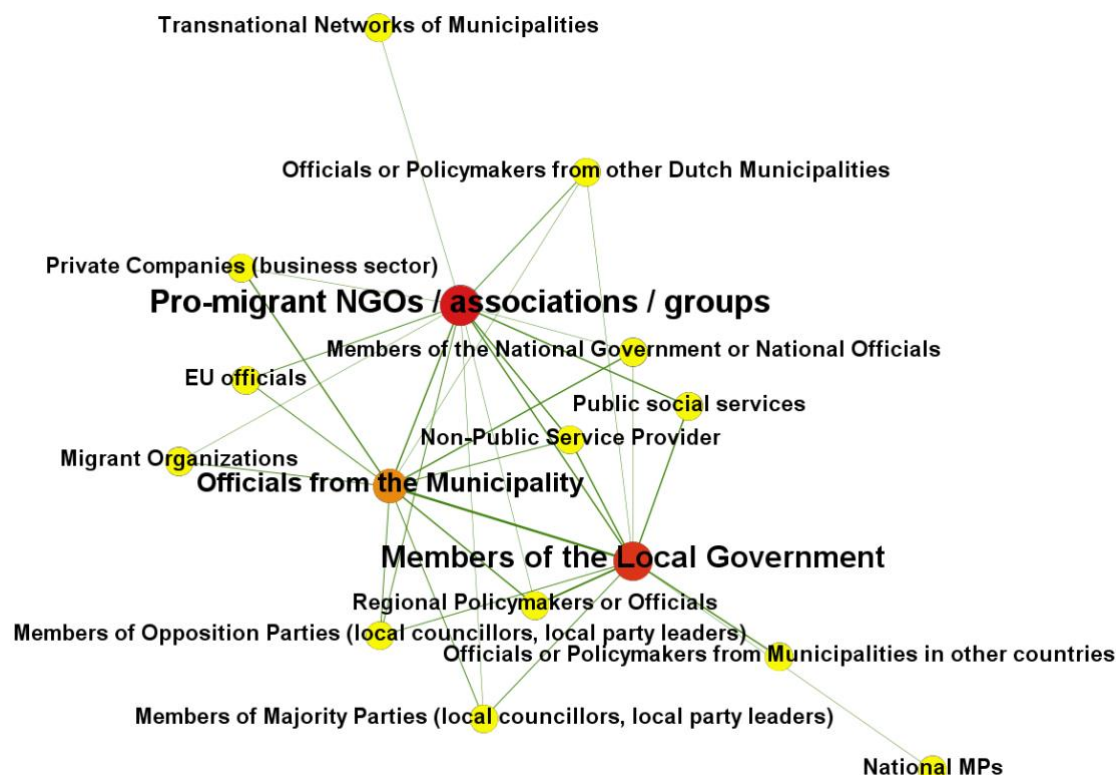 Transnational Networks of Municipalities
Officials or Policymakers from other Dutch Municipalities
Private Companies (business sector)
Pro-migrant NGOs / associations / groups
Members of the National Government or National Officials
EU officials
Public social services
Non-Public Service Provider
Migrant Organizations
Officials from the Municipality
Members of the Local Government
Regional Policymakers or Officials
Members of Opposition Parties (local councillors, local party leaders)
Officials or Policymakers from Municipalities in other countries
Members of Majority Parties (local councillors, local party leaders)
National MPs